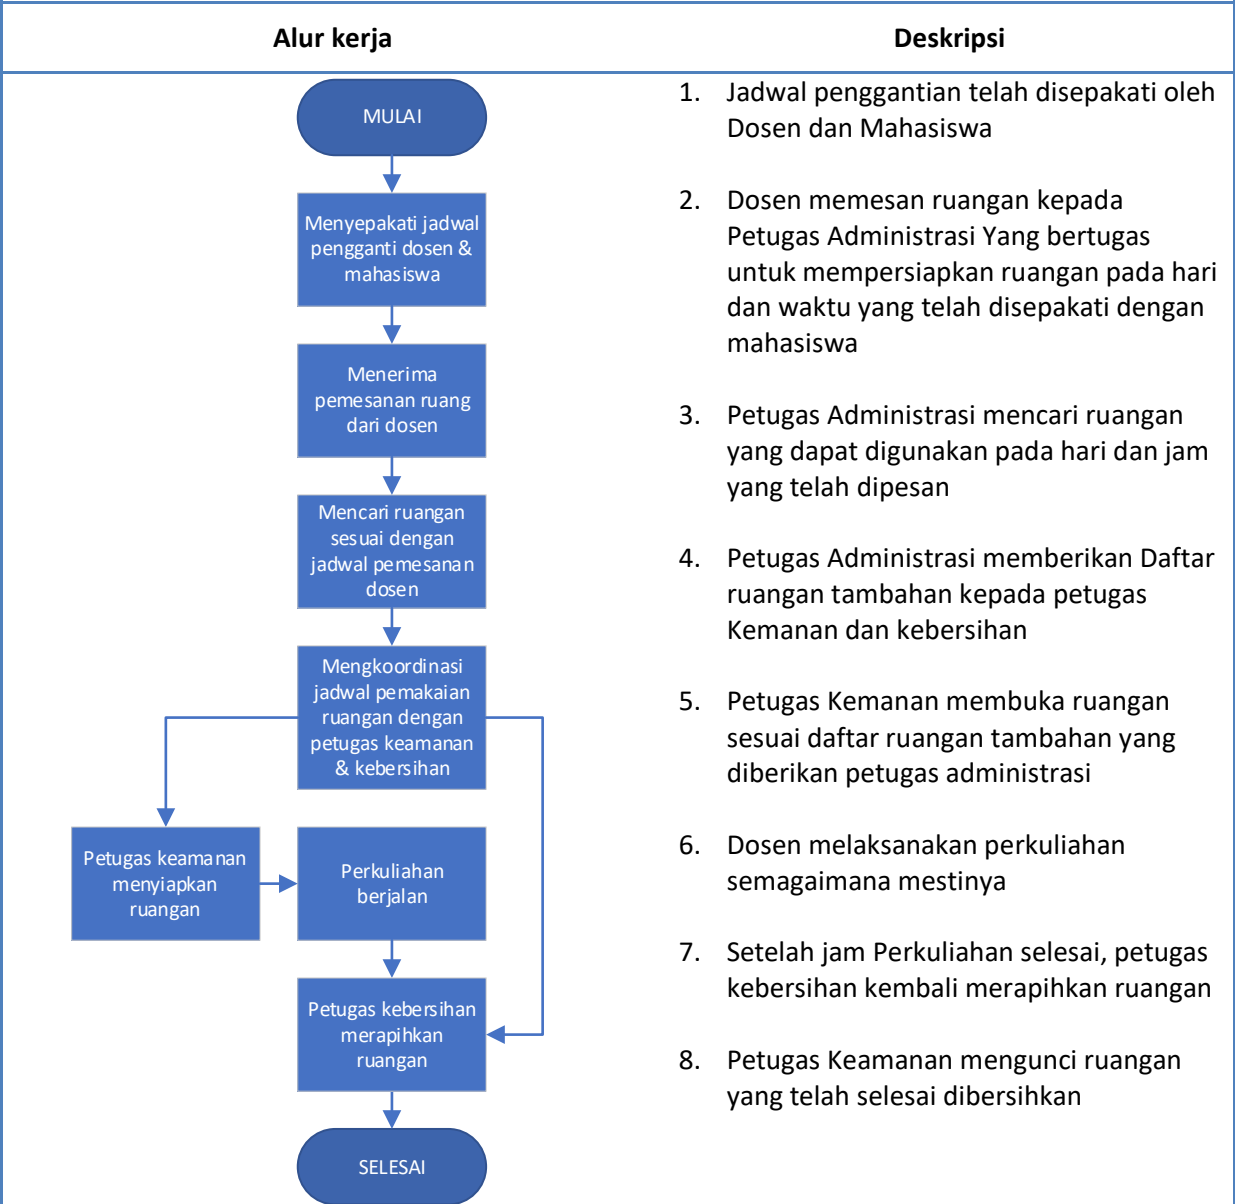 Alur kerja
Deskripsi
MULAI
Menyepakati jadwal
pengganti dosen &
mahasiswa
Menerima
pemesanan ruang
dari dosen
Mencari ruangan
sesuai dengan
jadwal pemesanan
dosen
Mengkoordinasi
jadwal pemakaian
ruangan dengan
petugas keamanan
& kebersihan
Petugas keamanan
menyiapkan
ruangan
Perkuliahan
berjalan
Petugas kebersihan
merapihkan
ruangan
SELESAI
1. Jadwal penggantian telah disepakati oleh
Dosen dan Mahasiswa
2. Dosen memesan ruangan kepada
Petugas Administrasi Yang bertugas
untuk mempersiapkan ruangan pada hari
dan waktu yang telah disepakati dengan
mahasiswa
3. Petugas Administrasi mencari ruangan
yang dapat digunakan pada hari dan jam
yang telah dipesan
4. Petugas Administrasi memberikan Daftar
ruangan tambahan kepada petugas
Kemanan dan kebersihan
5. Petugas Kemanan membuka ruangan
sesuai daftar ruangan tambahan yang
diberikan petugas administrasi
6. Dosen melaksanakan perkuliahan
semagaimana mestinya
7. Setelah jam Perkuliahan selesai, petugas
kebersihan kembali merapihkan ruangan
8. Petugas Keamanan mengunci ruangan
yang telah selesai dibersihkan